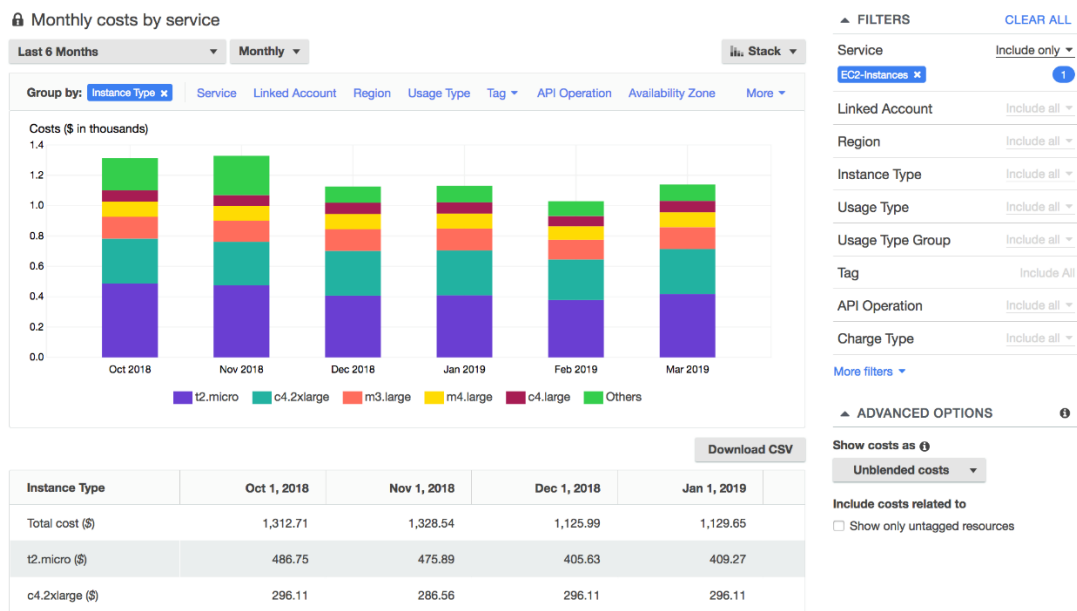 Monthly costs by service
Last 6 Months Monthly Stack
Group by: Instance Type × Service Linked Account Region Usage Type Tag API Operation Availability Zone More
Costs ($ in thousands)
1.4
1.2
1.0
0.8
0.6
0.4
0.2
0.0
Oct 2018 Nov 2018 Dec 2018 Jan 2019 Feb 2019 Mar 2019
t2.micro c4.2xlarge m3.large m4.large c4.large Others
Download CSV
Instance Type Oct 1, 2018 Nov 1, 2018 Dec 1, 2018 Jan 1, 2019
Total cost ($) 1,312.71 1,328.54 1,125.99 1,129.65
t2.micro ($) 486.75 475.89 405.63 409.27
c4.2xlarge ($) 296.11 286.56 296.11 296.11
FILTERS CLEAR ALL
Service Include only
EC2-Instances × 1
Linked Account Include all
Region Include all
Instance Type Include all
Usage Type Include all
Usage Type Group Include all
Tag Include All
API Operation Include all
Charge Type Include all
More filters
ADVANCED OPTIONS
Show costs as
Unblended costs
Include costs related to
Show only untagged resources